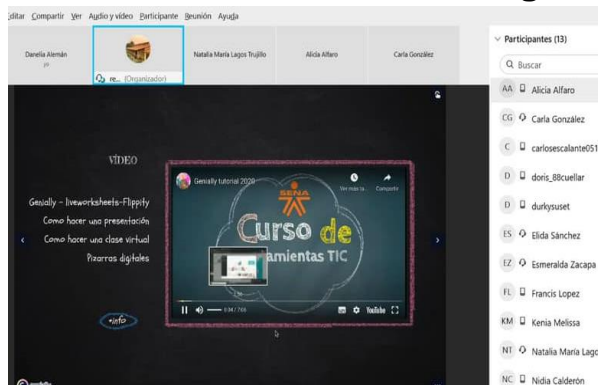 Editar Compartir Ver Audio y vídeo Participante Reunión Ayuda
Danelia Alemán
yo
re... (Organizador)
Natalia María Lagos Trujillo
Alicia Alfaro
Carla González
VÍDEO
Genially - liveworksheets-Flippity
Como hacer una presentación
Como hacer una clase virtual
Pizarras digitales
+info
Genially tutorial 2020
Ver más ta...
Compartir
SENA
Curso de
amientas TIC
YouTube
Participantes (13)
Buscar
AA Alicia Alfaro
CG Carla González
C carlosescalante051
D doris_88cuellar
D durkysuset
ES Elida Sánchez
EZ Esmeralda Zacapa
FL Francis Lopez
KM Kenia Melissa
NT Natalia María Lago
NC Nidia Calderón